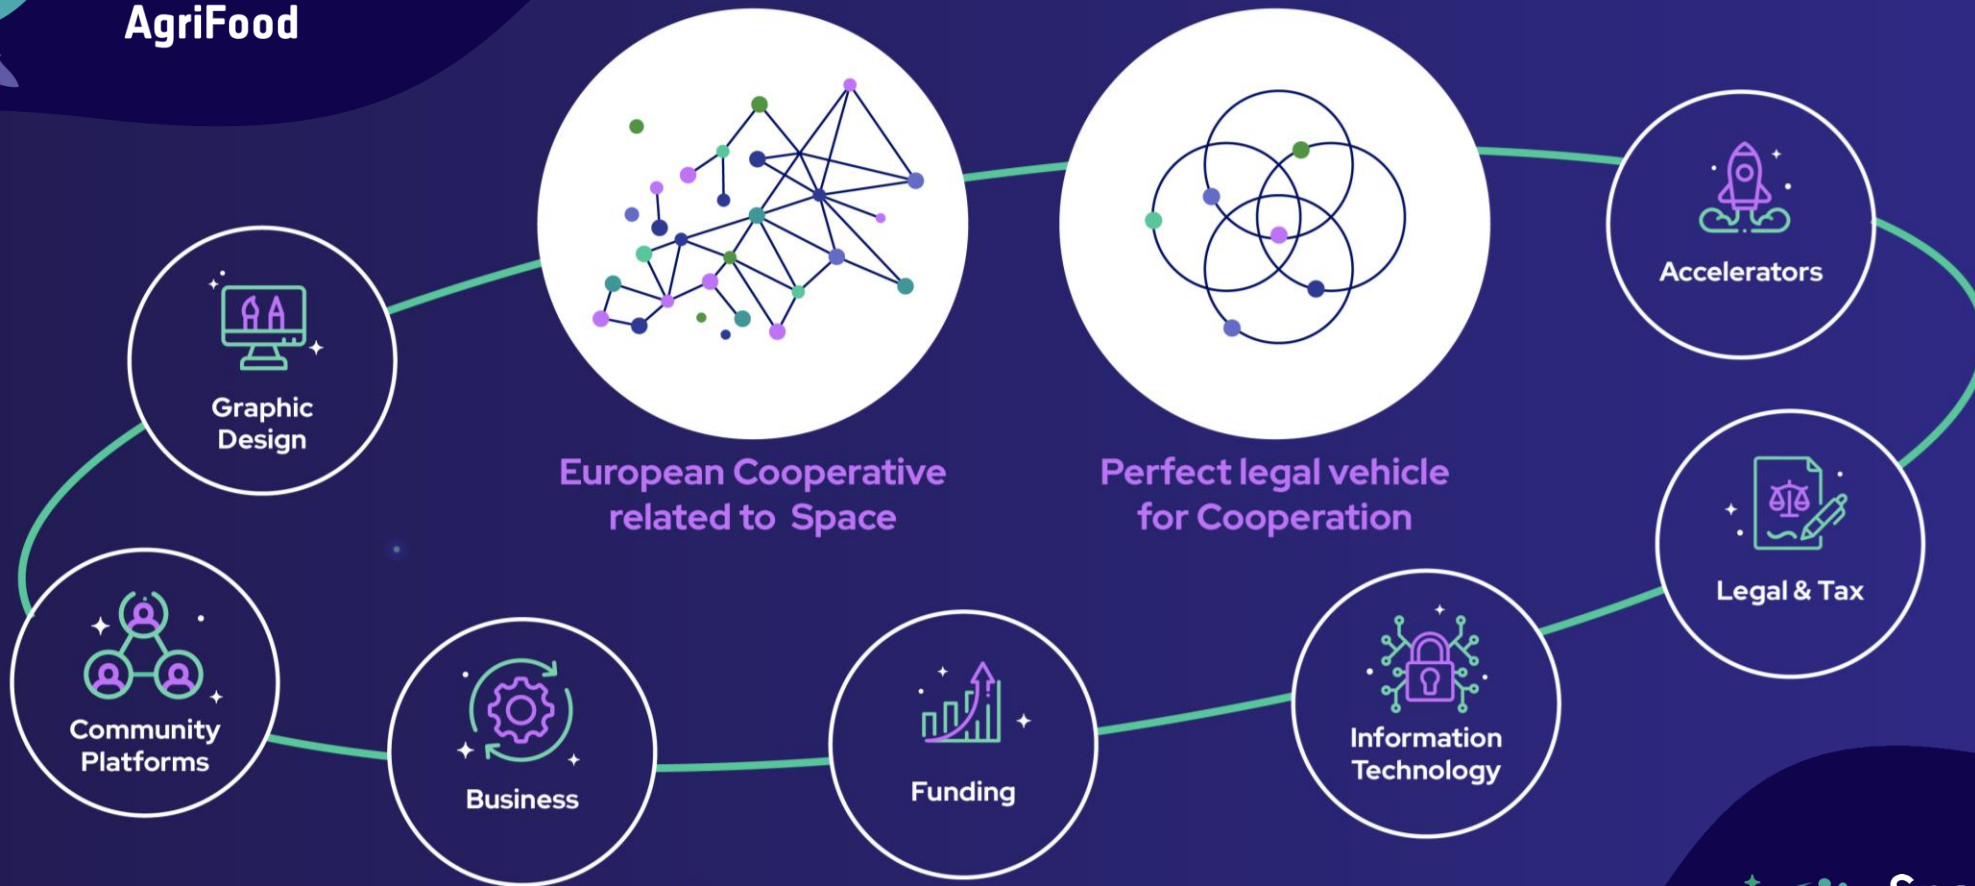 AgriFood
European Cooperative
related to Space
Perfect legal vehicle
for Cooperation
Accelerators
Graphic
Design
Legal & Tax
Community
Platforms
Business
Funding
Information
Technology